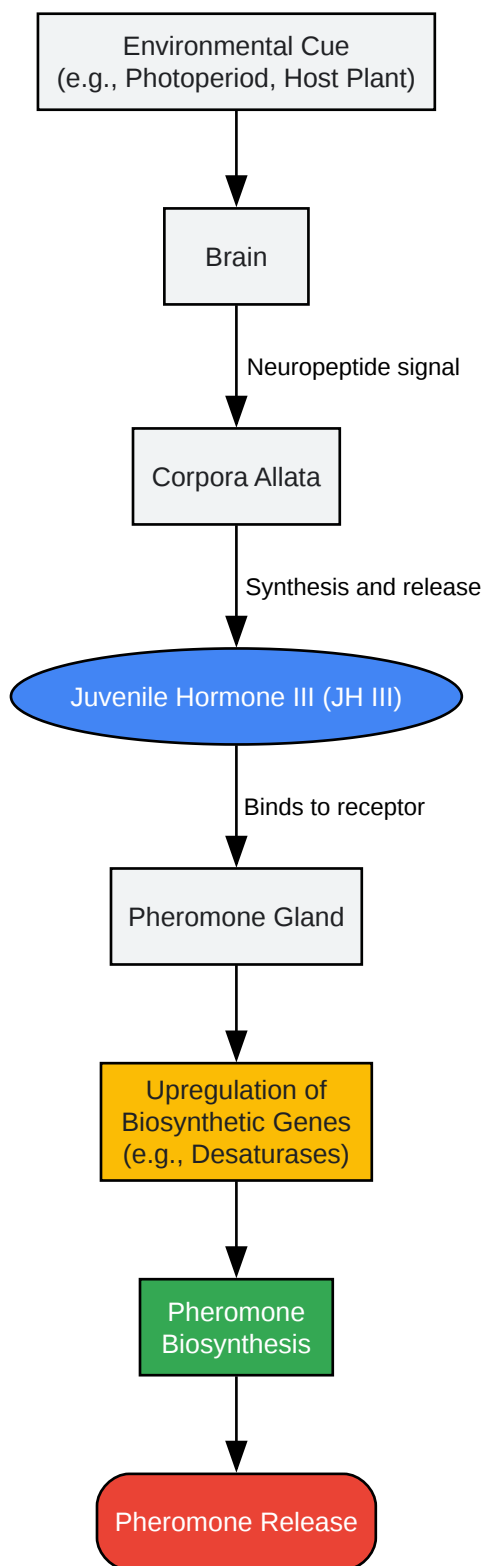 Environmental Cue
(e.g., Photoperiod, Host Plant)
Brain
Neuropeptide signal
Corpora Allata
Synthesis and release
Juvenile Hormone III (JH III)
Binds to receptor
Pheromone Gland
Upregulation of
Biosynthetic Genes
(e.g., Desaturases)
Pheromone
Biosynthesis
Pheromone Release